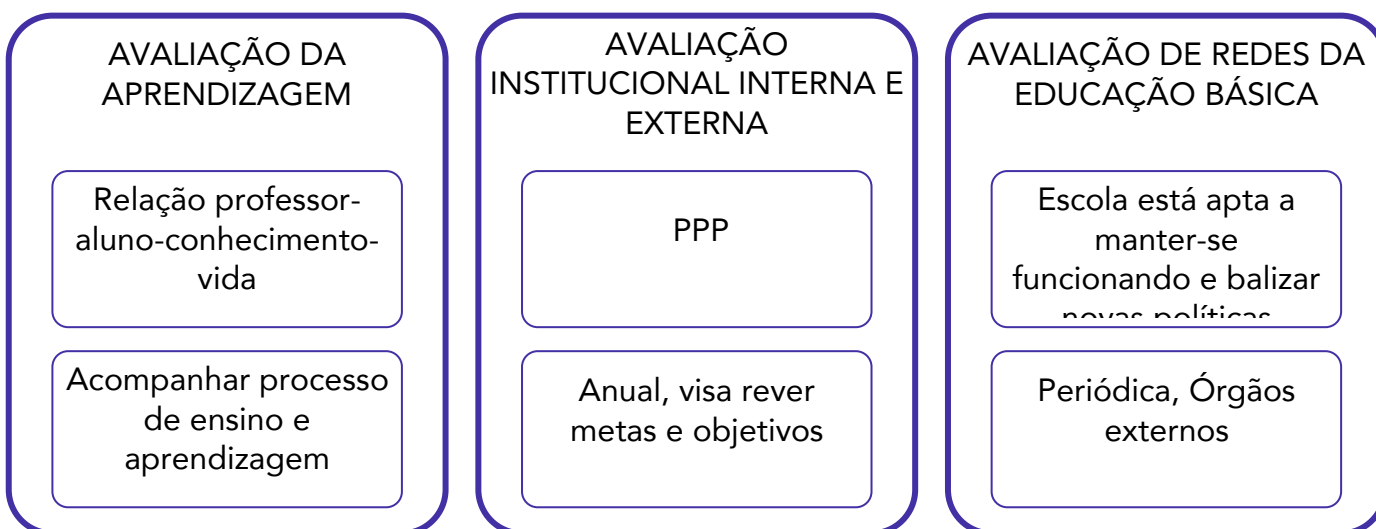 AVALIAÇÃO DA
APRENDIZAGEM
Relação professor-
aluno-conhecimento-
vida
Acompanhar processo
de ensino e
aprendizagem
AVALIAÇÃO
INSTITUCIONAL INTERNA E
EXTERNA
PPP
Anual, visa rever
metas e objetivos
AVALIAÇÃO DE REDES DA
EDUCAÇÃO BÁSICA
Escola está apta a
manter-se
funcionando e balizar
novas políticas
Periódica, Órgãos
externos